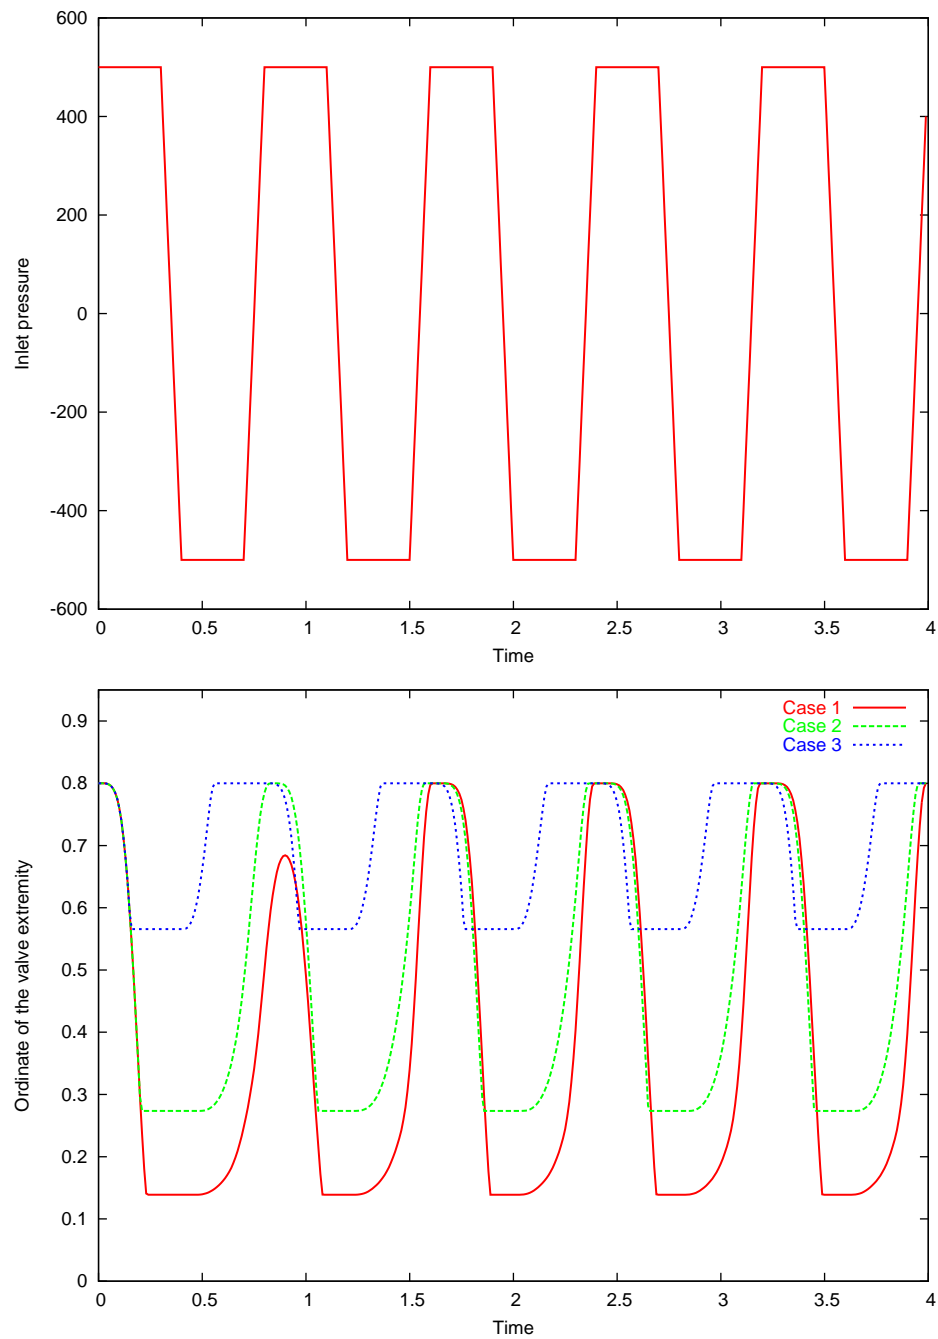 600
400
200
0
-200
-400
-600
Inlet pressure
0 0.5 1 1.5 2 2.5 3 3.5 4
Time
0.9
0.8
0.7
0.6
0.5
0.4
0.3
0.2
0.1
0
Ordinate of the valve extremity
Case 1
Case 2
Case 3
0 0.5 1 1.5 2 2.5 3 3.5 4
Time